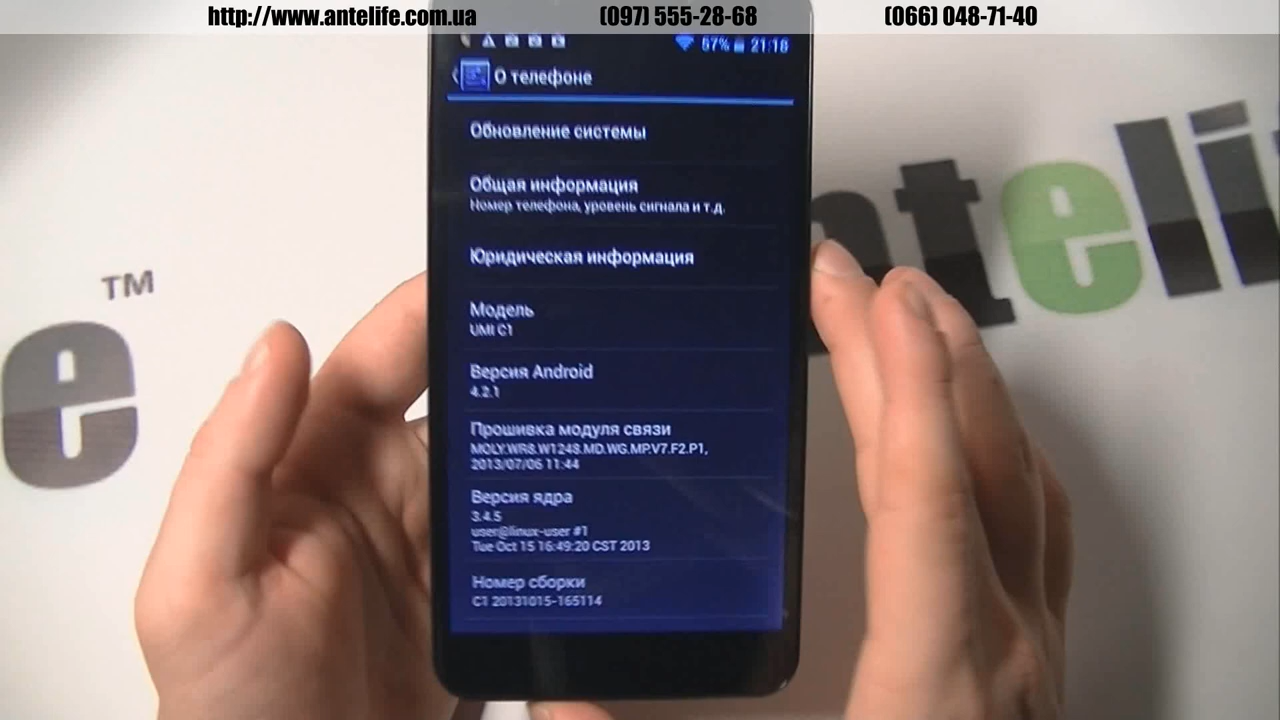 http://www.antelife.com.ua (097) 555-28-68 (066) 048-71-40
57% 21:18
О телефоне
Обновление системы
Общая информация
Номер телефона, уровень сигнала и т.д.
Юридическая информация
Модель
UMI C1
Версия Android
4.2.1
Прошивка модуля связи
MOLY.WR8.W1248.MD.WG.MP.V7.F2.P1,
2013/07/06 11:44
Версия ядра
3.4.5
user@linux-user #1
Tue Oct 15 16:49:20 CST 2013
Номер сборки
C1 20131015-165114
e
TM
nteli